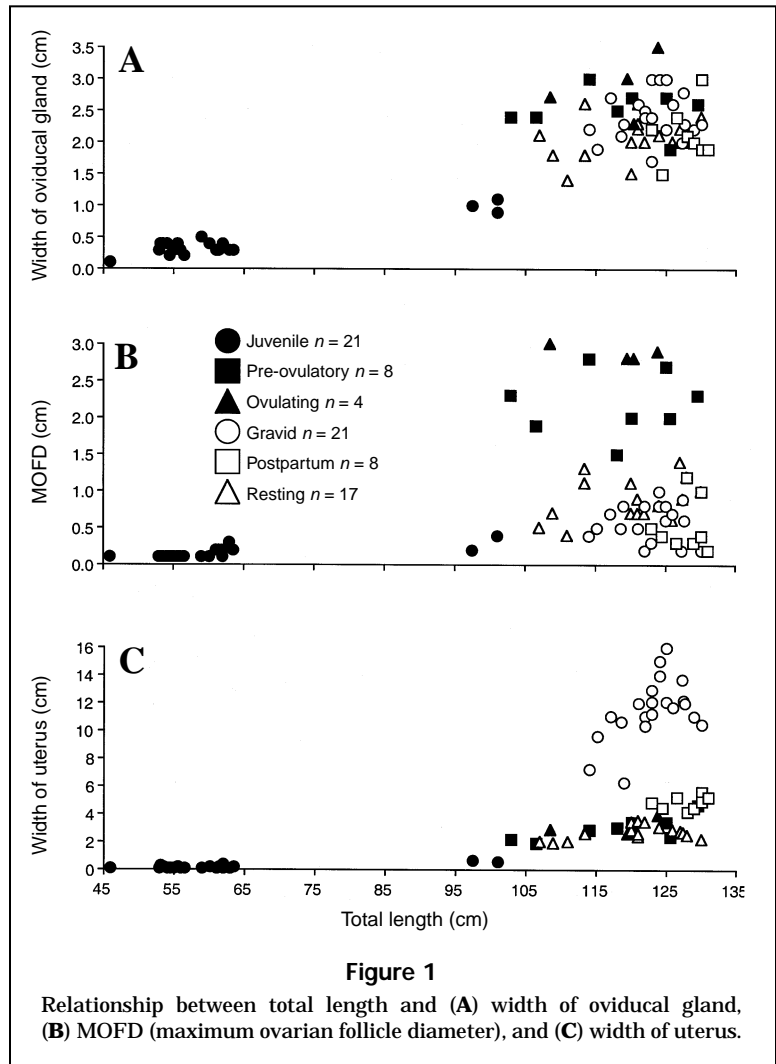 A
Width of oviducal gland (cm)
3.5
3.0
2.5
2.0
1.5
1.0
0.5
0.0
B
MOFD (cm)
3.0
2.5
2.0
1.5
1.0
0.5
0.0
Juvenile n = 21
Pre-ovulatory n = 8
Ovulating n = 4
Gravid n = 21
Postpartum n = 8
Resting n = 17
C
Width of uterus (cm)
16
14
12
10
8
6
4
2
0
45 55 65 75 85 95 105 115 125 135
Total length (cm)
Figure 1
Relationship between total length and (A) width of oviducal gland,
(B) MOFD (maximum ovarian follicle diameter), and (C) width of uterus.